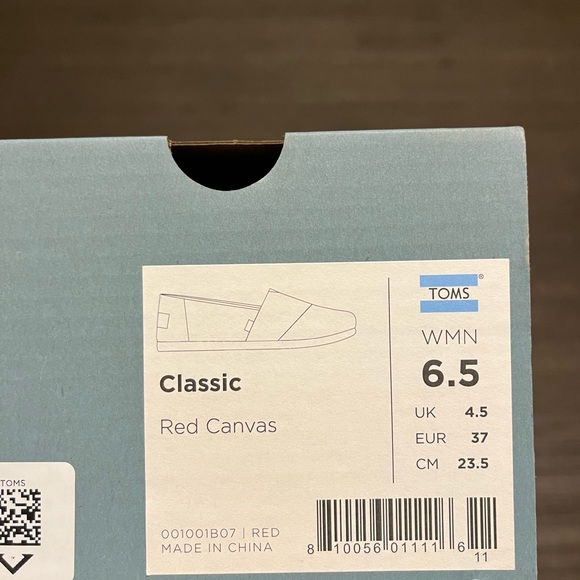 TOMS®
WMN
6.5
UK 4.5
EUR 37
CM 23.5
Classic
Red Canvas
001001B07 | RED
MADE IN CHINA
8 10056 01111 6
11
TOMS